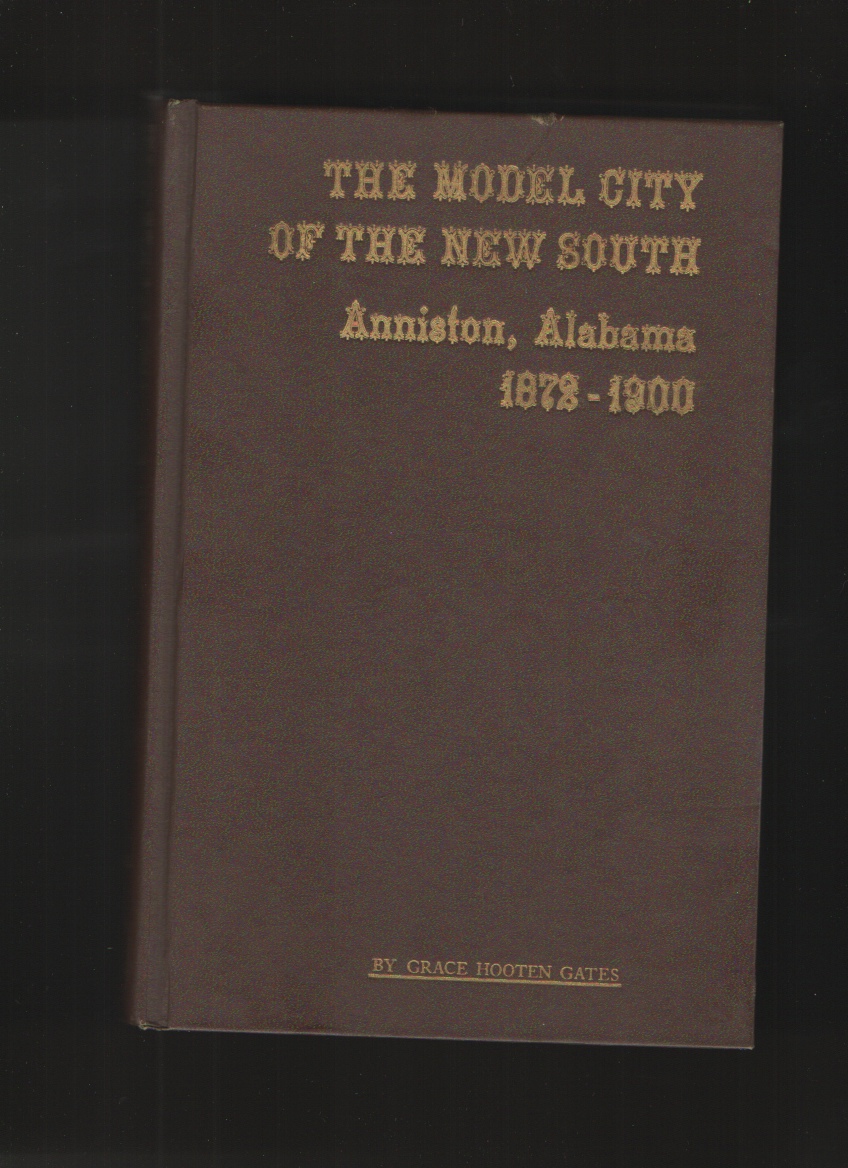 THE MODEL CITY
OF THE NEW SOUTH
Anniston, Alabama
1872-1900
BY GRACE HOOTEN GATES